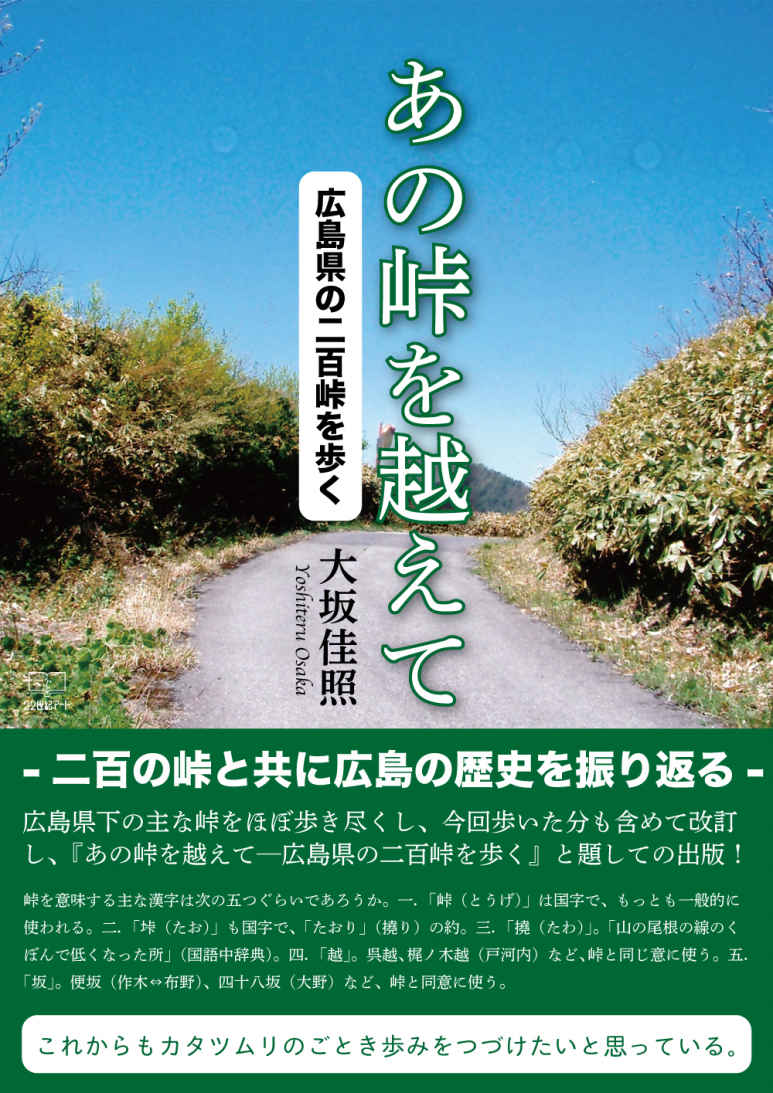 あの峠を越えて
広島県の二百峠を歩く
大坂佳照
Yoshiteru Osaka
22世紀アート
- 二百の峠と共に広島の歴史を振り返る -
広島県下の主な峠をほぼ歩き尽くし、今回歩いた分も含めて改訂
し、『あの峠を越えて―広島県の二百峠を歩く』と題しての出版！
峠を意味する主な漢字は次の五つぐらいであろうか。一.「峠（とうげ）」は国字で、もっとも一般的に
使われる。二.「垰（たお）」も国字で、「たおり」（撓り）の約。三.「撓（たわ）」。「山の尾根の線のく
ぼんで低くなった所」（国語中辞典）。四.「越」。呉越、梶ノ木越（戸河内）など、峠と同じ意に使う。五.
「坂」。便坂（作木⇔布野）、四十八坂（大野）など、峠と同意に使う。
これからもカタツムリのごとき歩みをつづけたいと思っている。